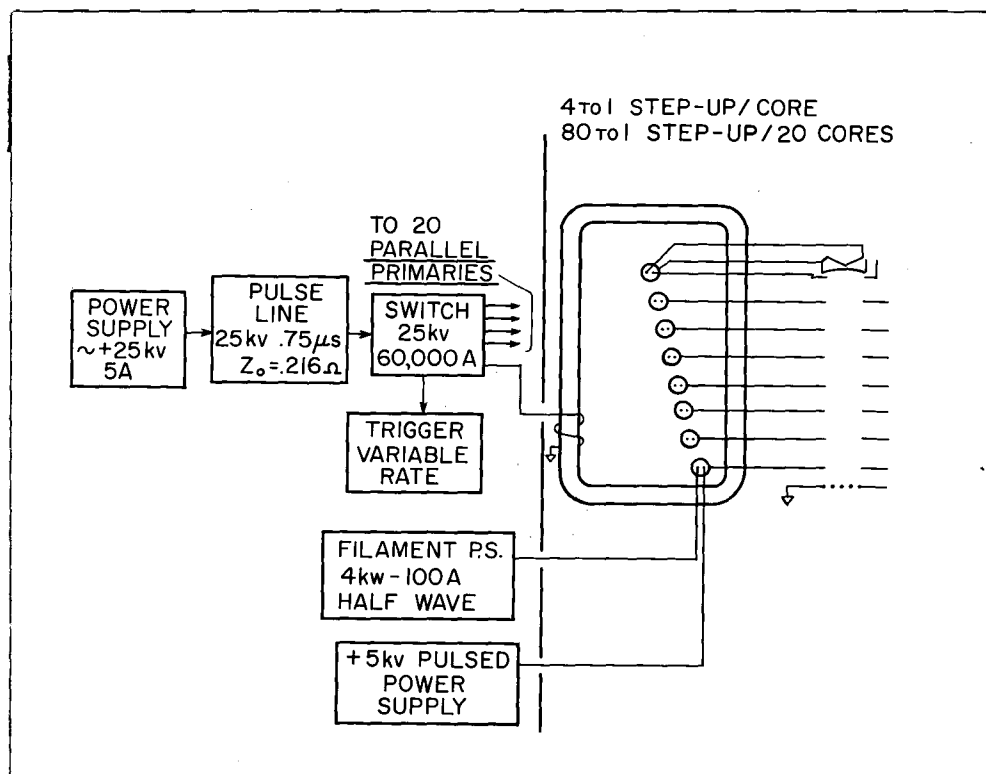 4 TO 1 STEP-UP/CORE
80 TO 1 STEP-UP/20 CORES
TO 20
PARALLEL
PRIMARIES
POWER
SUPPLY
~+25kv
5A
PULSE
LINE
25kv .75μs
Zo=.216Ω
SWITCH
25kv
60,000A
TRIGGER
VARIABLE
RATE
FILAMENT P.S.
4kw-100A
HALF WAVE
+5kv PULSED
POWER
SUPPLY